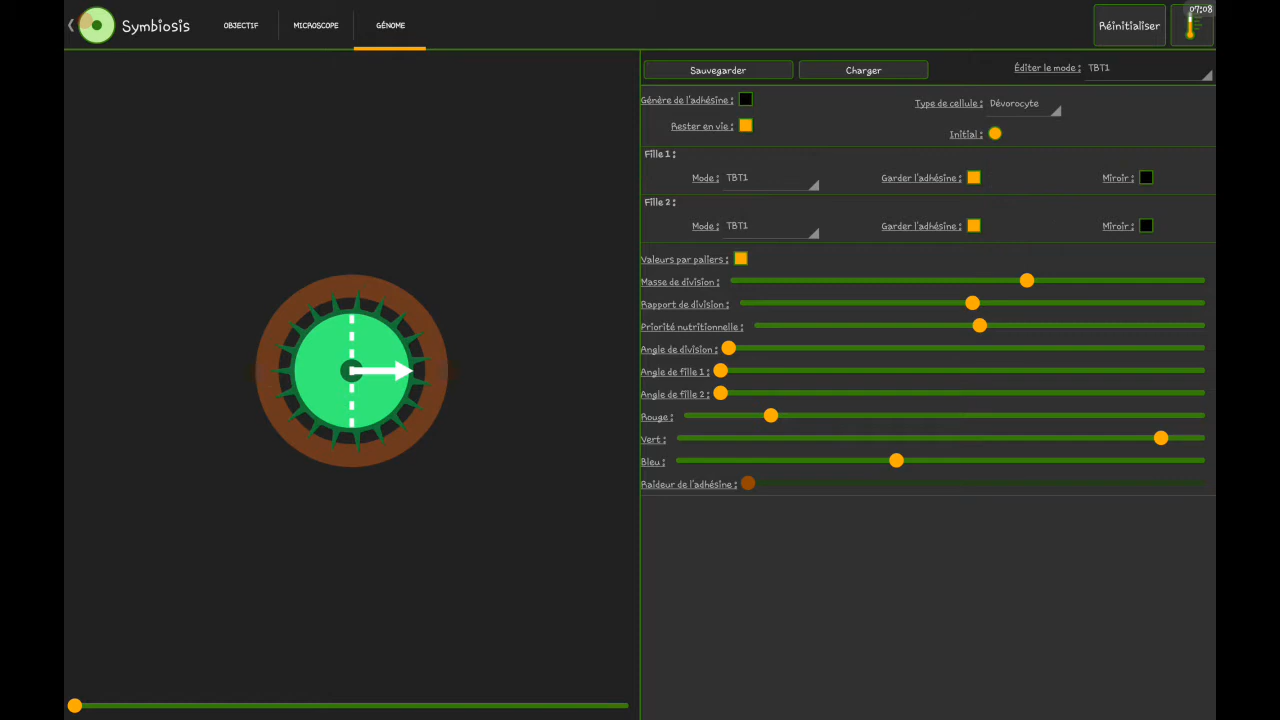 07:08
Symbiosis
OBJECTIF
MICROSCOPE
GÉNOME
Réinitialiser
Sauvegarder
Charger
Éditer le mode : TBT1
Génère de l'adhésine :
Type de cellule : Dévorocyte
Rester en vie :
Initial :
Fille 1 :
Mode : TBT1
Garder l'adhésine :
Miroir :
Fille 2 :
Mode : TBT1
Garder l'adhésine :
Miroir :
Valeurs par paliers :
Masse de division :
Rapport de division :
Priorité nutritionnelle :
Angle de division :
Angle de fille 1 :
Angle de fille 2 :
Rouge :
Vert :
Bleu :
Raideur de l'adhésine :